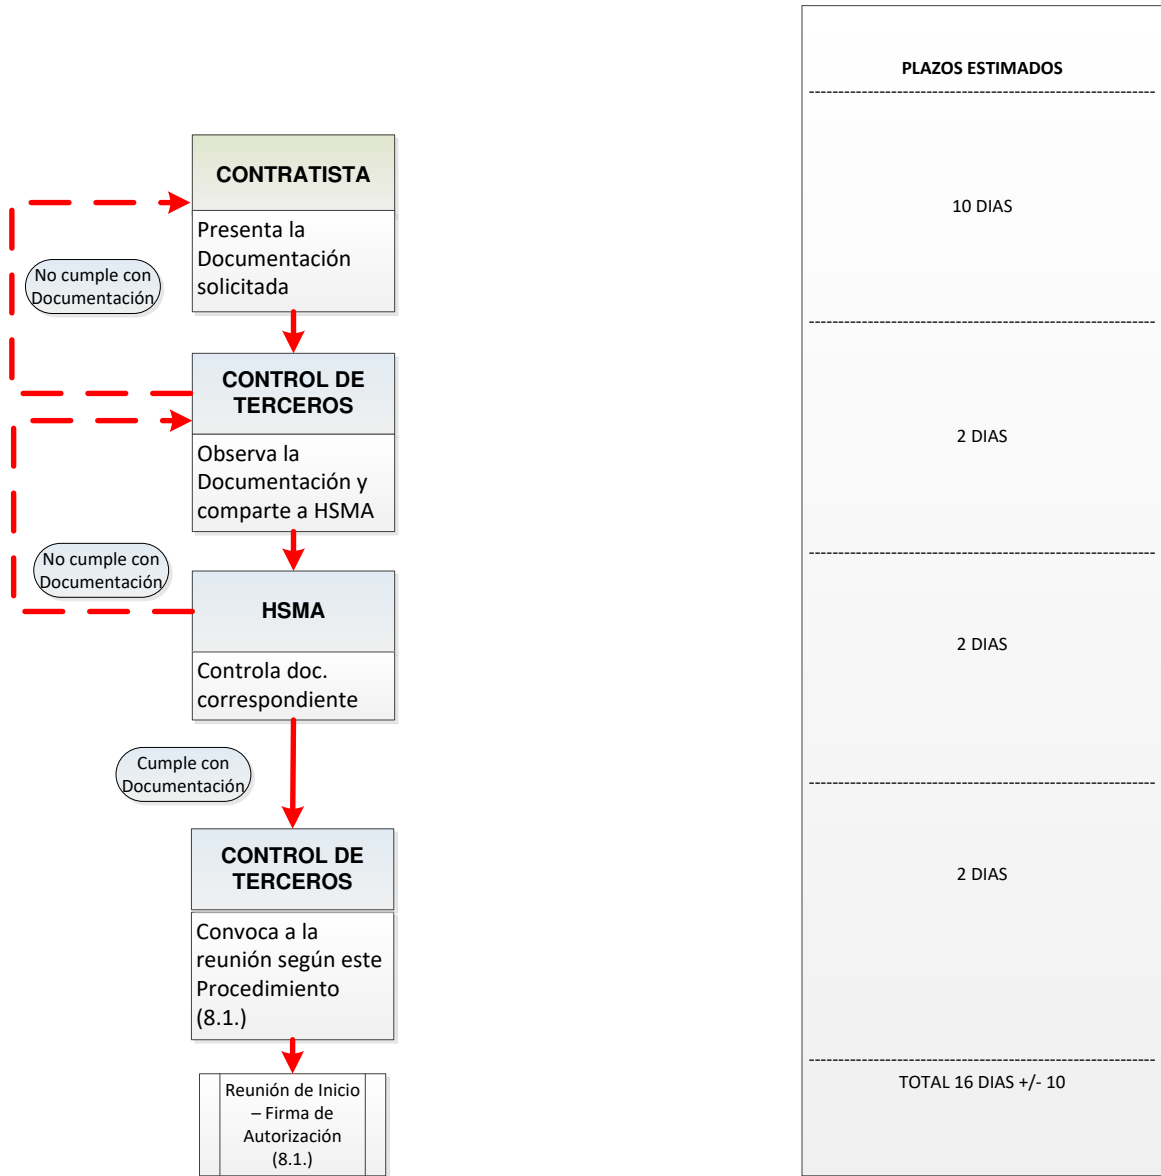 PLAZOS ESTIMADOS
CONTRATISTA
10 DIAS
Presenta la
Documentación
solicitada
No cumple con
Documentación
CONTROL DE
TERCEROS
2 DIAS
Observa la
Documentación y
comparte a HSMA
No cumple con
Documentación
HSMA
2 DIAS
Controla doc.
correspondiente
Cumple con
Documentación
CONTROL DE
TERCEROS
2 DIAS
Convoca a la
reunión según este
Procedimiento
(8.1.)
Reunión de Inicio
– Firma de
Autorización
(8.1.)
TOTAL 16 DIAS +/- 10